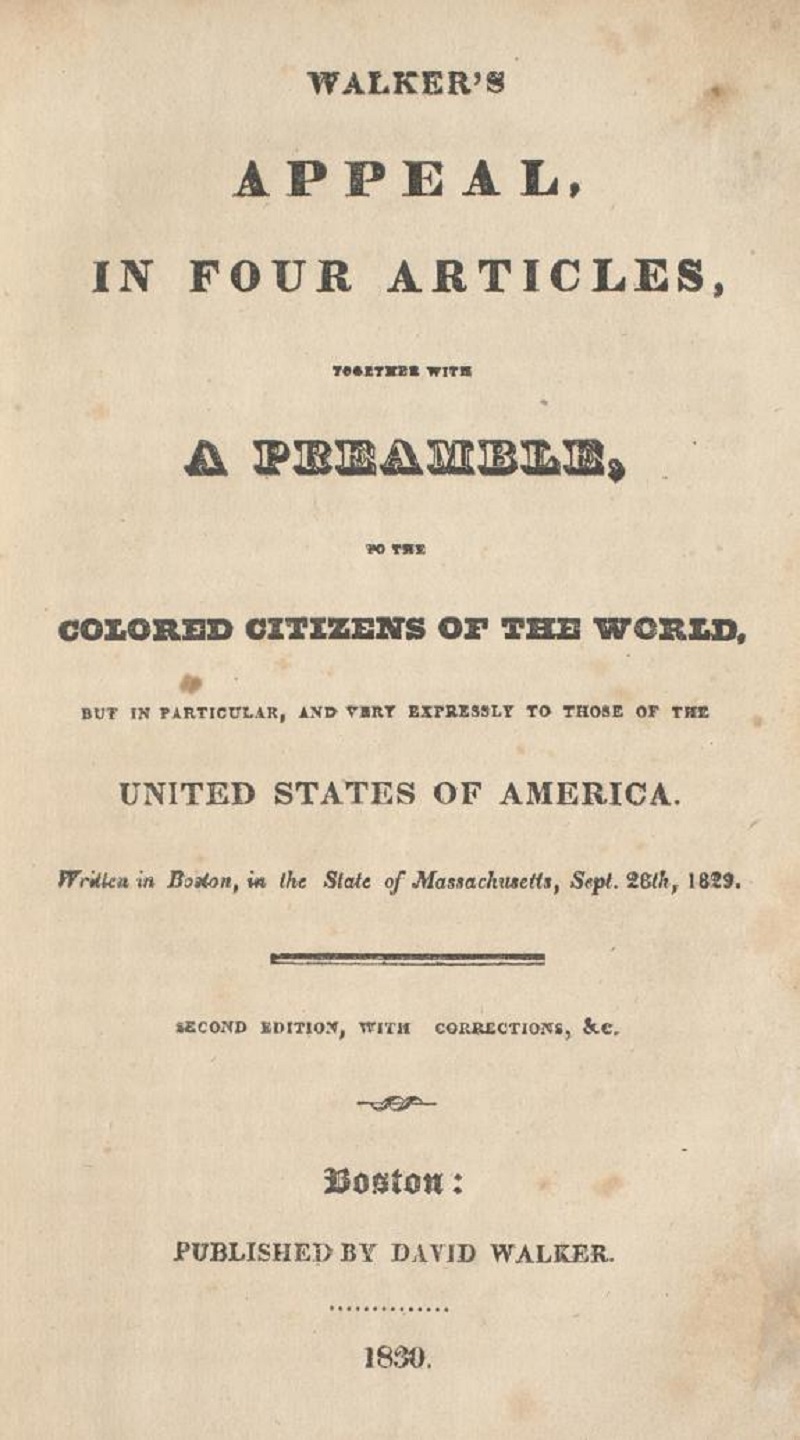 WALKER'S
APPEAL,
IN FOUR ARTICLES,
TOGETHER WITH
A PREAMBLE,
TO THE
COLORED CITIZENS OF THE WORLD,
BUT IN PARTICULAR, AND VERY EXPRESSLY TO THOSE OF THE
UNITED STATES OF AMERICA.
Written in Boston, in the State of Massachusetts, Sept. 28th, 1829.
SECOND EDITION, WITH CORRECTIONS, &c.
Boston:
PUBLISHED BY DAVID WALKER.
1830.